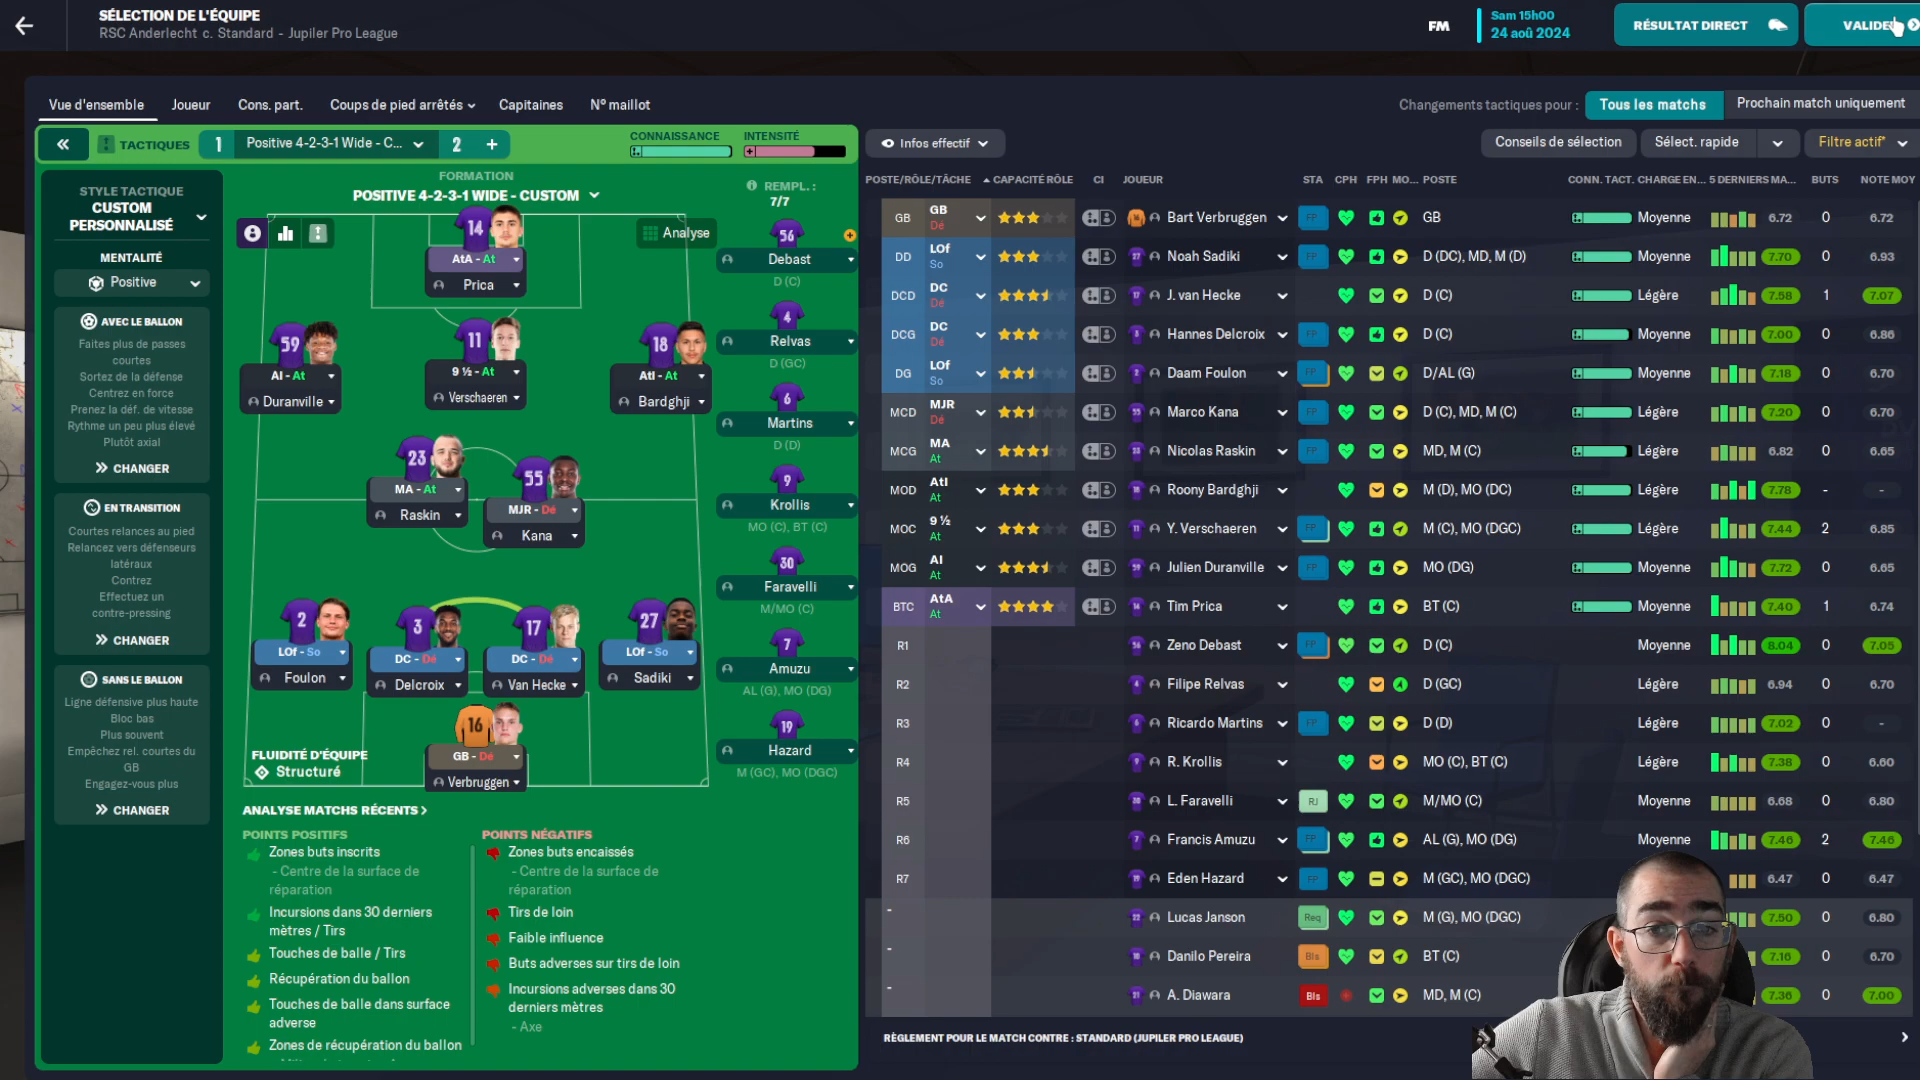 SÉLECTION DE L'ÉQUIPE
RSC Anderlecht c. Standard - Jupiler Pro League
FM
Sam 15h00
24 aoû 2024
RÉSULTAT DIRECT
Vue d'ensemble
Joueur
Cons. part.
Coups de pied arrêtés
Capitaines
N° maillot
Changements tactiques pour :
Tous les matchs
Prochain match uniquement
TACTIQUES
1
Positive 4-2-3-1 Wide - C...
2
CONNAISSANCE
INTENSITÉ
Infos effectif
Conseils de sélection
Sélect. rapide
Filtre actif*
STYLE TACTIQUE
CUSTOM
PERSONNALISÉ
MENTALITÉ
Positive
AVEC LE BALLON
Faites plus de passes
courtes
Sortez de la défense
Centrez en force
Prenez la déf. de vitesse
Rythme un peu plus élevé
Plutôt axial
CHANGER
EN TRANSITION
Courtes relances au pied
Relancez vers défenseurs
latéraux
Contrez
Effectuez un
contre-pressing
CHANGER
SANS LE BALLON
Ligne défensive plus haute
Bloc bas
Plus souvent
Empêchez rel. courtes du
GB
Engagez-vous plus
CHANGER
FORMATION
POSITIVE 4-2-3-1 WIDE - CUSTOM
Analyse
14
AtA - At
Prica
59
AI - At
Duranville
11
9 ½ - At
Verschaeren
18
AtI - At
Bardghji
23
MA - At
Raskin
55
MJR - Dé
Kana
2
LOf - So
Foulon
3
DC - Dé
Delcroix
17
DC - Dé
Van Hecke
27
LOf - So
Sadiki
16
GB - Dé
Verbruggen
FLUIDITÉ D'ÉQUIPE
Structuré
REMPL. :
7/7
56
Debast
D (C)
4
Relvas
D (GC)
6
Martins
D (D)
9
Krollis
MO (C), BT (C)
30
Faravelli
M/MO (C)
7
Amuzu
AL (G), MO (DG)
19
Hazard
M (GC), MO (DGC)
ANALYSE MATCHS RÉCENTS
POINTS POSITIFS
Zones buts inscrits
- Centre de la surface de
réparation
Incursions dans 30 derniers
mètres / Tirs
Touches de balle / Tirs
Récupération du ballon
Touches de balle dans surface
adverse
Zones de récupération du ballon
POINTS NÉGATIFS
Zones buts encaissés
- Centre de la surface de
réparation
Tirs de loin
Faible influence
Buts adverses sur tirs de loin
Incursions adverses dans 30
derniers mètres
- Axe
POSTE/RÔLE/TÂCHE CAPACITÉ RÔLE CI JOUEUR STA CPH FPH MO... POSTE CONN. TACT. CHARGE EN... 5 DERNIERS MA... BUTS NOTE MOY
GB GB Dé Bart Verbruggen FP GB Moyenne 6.72 0 6.72
DD LOf So Noah Sadiki FP D (DC), MD, M (D) Moyenne 7.70 0 6.93
DCD DC Dé J. van Hecke D (C) Légère 7.58 1 7.07
DCG DC Dé Hannes Delcroix FP D (C) Moyenne 7.00 0 6.86
DG LOf So Daam Foulon FP D/AL (G) Moyenne 7.18 0 6.70
MCD MJR Dé Marco Kana FP D (C), MD, M (C) Légère 7.20 0 6.70
MCG MA At Nicolas Raskin FP MD, M (C) Légère 6.82 0 6.65
MOD AtI At Roony Bardghji M (D), MO (DC) Légère 7.78 - -
MOC 9 ½ At Y. Verschaeren FP M (C), MO (DGC) Légère 7.44 2 6.85
MOG AI At Julien Duranville FP MO (DG) Moyenne 7.72 0 6.65
BTC AtA At Tim Prica BT (C) Moyenne 7.40 1 6.74
R1 Zeno Debast FP D (C) Moyenne 8.04 0 7.05
R2 Filipe Relvas D (GC) Légère 6.94 0 6.70
R3 Ricardo Martins FP D (D) Légère 7.02 0 -
R4 R. Krollis MO (C), BT (C) Légère 7.38 0 6.60
R5 L. Faravelli RJ M/MO (C) Moyenne 6.68 0 6.80
R6 Francis Amuzu FP AL (G), MO (DG) Moyenne 7.46 2 7.46
R7 Eden Hazard FP M (GC), MO (DGC) 6.47 0 6.47
- Lucas Janson Req M (G), MO (DGC) 7.50 0 6.80
- Danilo Pereira Bls BT (C) 7.16 0 6.70
- A. Diawara Bls MD, M (C) 7.36 0 7.00
RÈGLEMENT POUR LE MATCH CONTRE : STANDARD (JUPILER PRO LEAGUE)